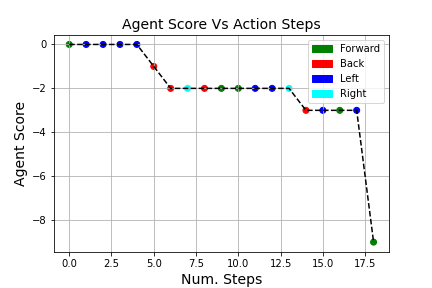 Agent Score Vs Action Steps
Agent Score
0
−2
−4
−6
−8
Forward
Back
Left
Right
0.0 2.5 5.0 7.5 10.0 12.5 15.0 17.5
Num. Steps